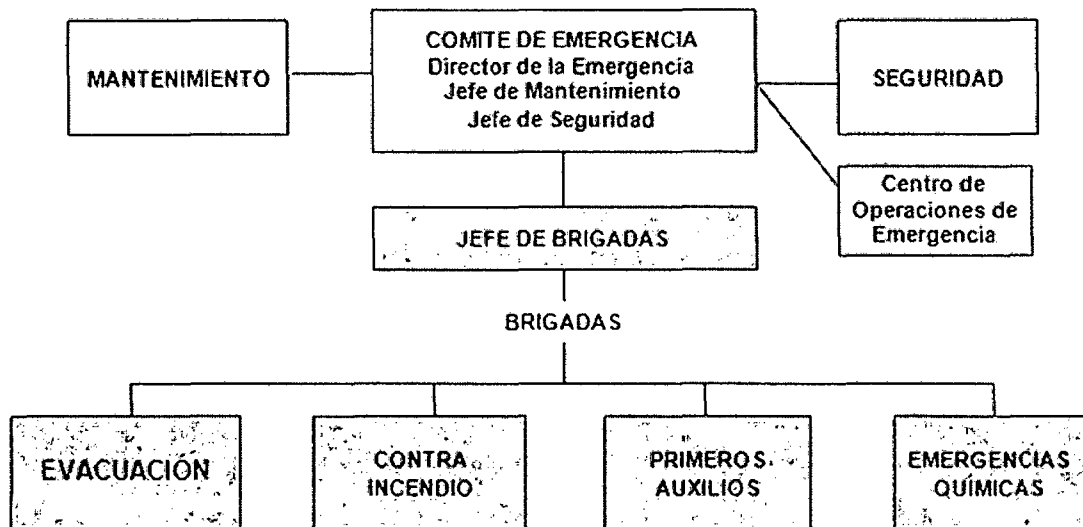 MANTENIMIENTO
COMITE DE EMERGENCIA
Director de la Emergencia
Jefe de Mantenimiento
Jefe de Seguridad
SEGURIDAD
Centro de
Operaciones de
Emergencia
JEFE DE BRIGADAS
BRIGADAS
EVACUACIÓN
CONTRA
INCENDIO
PRIMEROS
AUXILIOS
EMERGENCIAS
QUÍMICAS